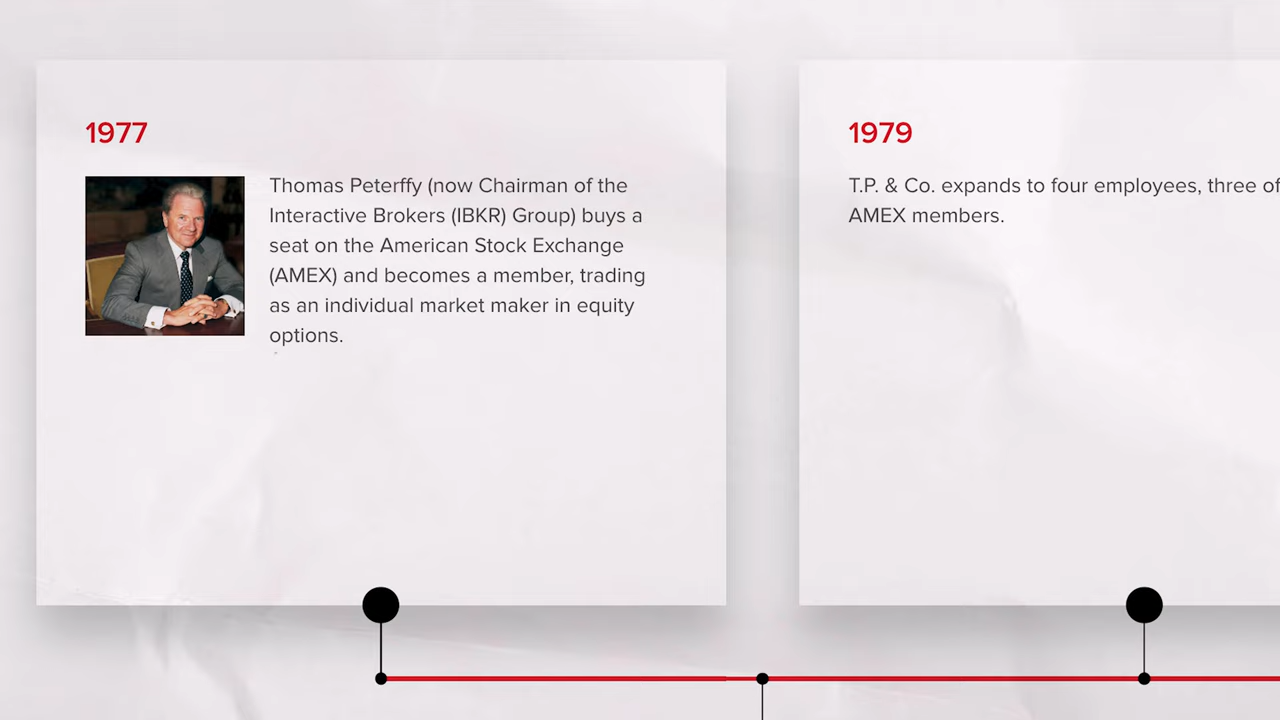 1977
Thomas Peterffy (now Chairman of the
Interactive Brokers (IBKR) Group) buys a
seat on the American Stock Exchange
(AMEX) and becomes a member, trading
as an individual market maker in equity
options.
1979
T.P. & Co. expands to four employees, three of
AMEX members.